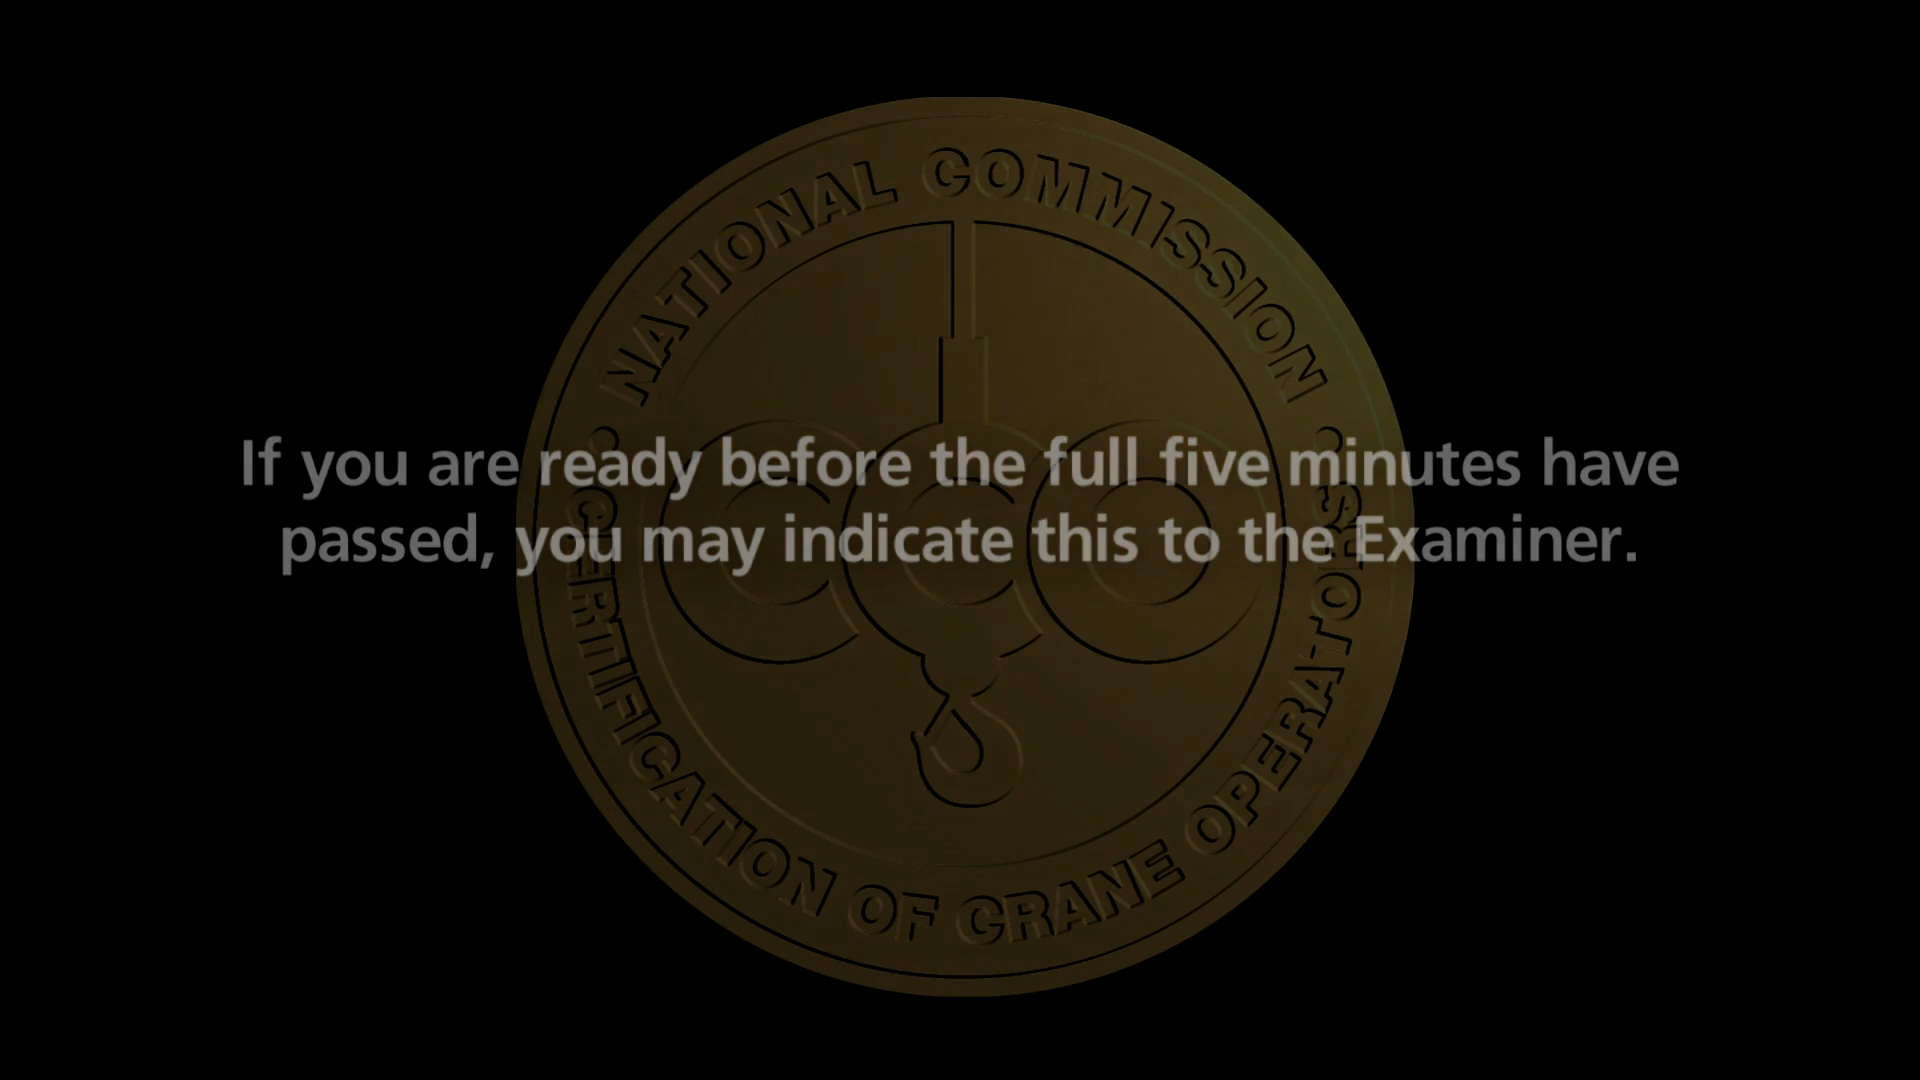 NATIONAL COMMISSION
If you are ready before the full five minutes have
passed, you may indicate this to the Examiner.
CCO
• CERTIFICATION OF CRANE OPERATORS •